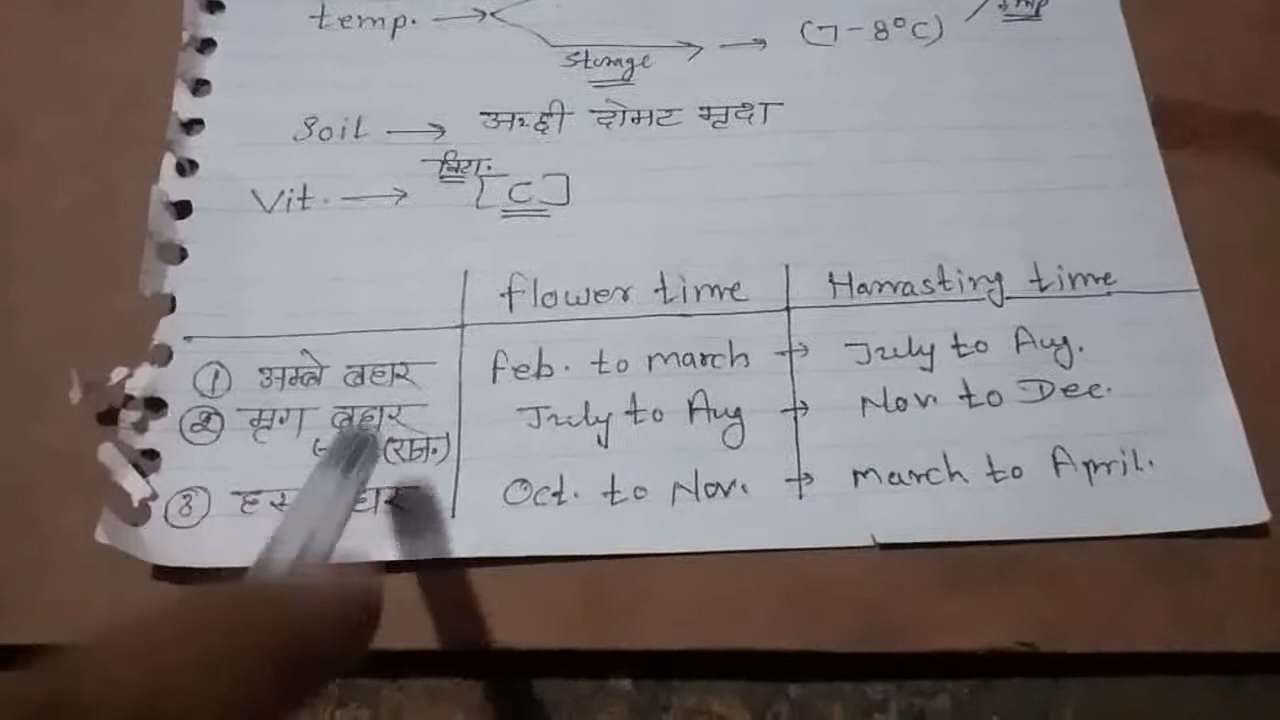 temp. →
→ (7-8°C)
Storage
Soil → अच्छी दोमट मृदा
Vit. → विटा. [C]
flower time | Harrasting time
① अम्बे बहार | feb. to march → July to Aug.
② मृग बहार | July to Aug → Nov. to Dec.
(राज.)
③ | Oct. to Nov. → march to April.